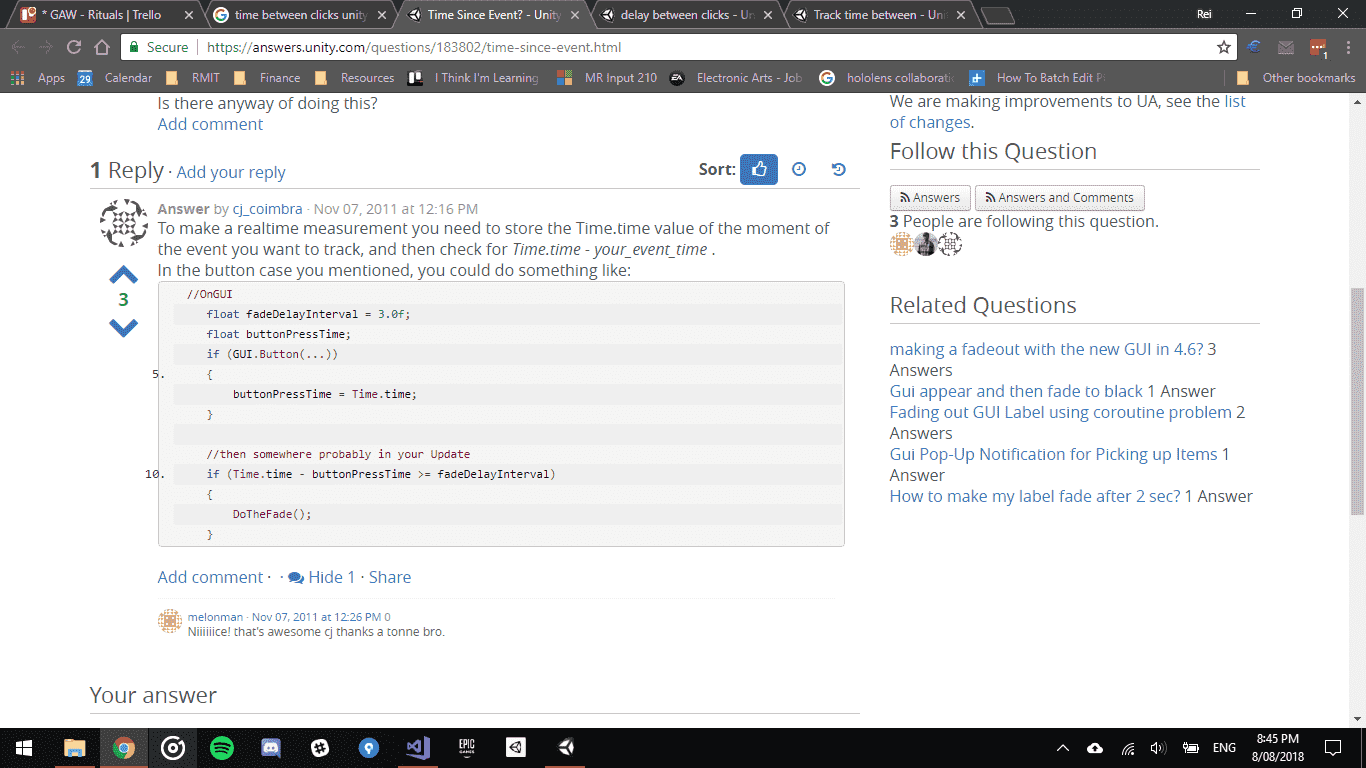 * GAW - Rituals | Trello
time between clicks unity
Time Since Event? - Unity
delay between clicks - Un
Track time between - Uni
Rei
Secure
https://answers.unity.com/questions/183802/time-since-event.html
Apps
29
Calendar
RMIT
Finance
Resources
I Think I'm Learning
MR Input 210
EA
Electronic Arts - Job
hololens collaboratio
How To Batch Edit P
Other bookmarks
1
Is there anyway of doing this?
Add comment
1 Reply · Add your reply
Sort:
Answer by cj_coimbra · Nov 07, 2011 at 12:16 PM
To make a realtime measurement you need to store the Time.time value of the moment of
the event you want to track, and then check for Time.time - your_event_time .
In the button case you mentioned, you could do something like:
3
//OnGUI
float fadeDelayInterval = 3.0f;
float buttonPressTime;
if (GUI.Button(...))
5. {
buttonPressTime = Time.time;
}
//then somewhere probably in your Update
10. if (Time.time - buttonPressTime >= fadeDelayInterval)
{
DoTheFade();
}
Add comment · · Hide 1 · Share
melonman · Nov 07, 2011 at 12:26 PM 0
Niiiiiice! that's awesome cj thanks a tonne bro.
Your answer
We are making improvements to UA, see the list
of changes.
Follow this Question
Answers
Answers and Comments
3 People are following this question.
Related Questions
making a fadeout with the new GUI in 4.6? 3
Answers
Gui appear and then fade to black 1 Answer
Fading out GUI Label using coroutine problem 2
Answers
Gui Pop-Up Notification for Picking up Items 1
Answer
How to make my label fade after 2 sec? 1 Answer
EPIC
GAMES
ENG
8:45 PM
8/08/2018